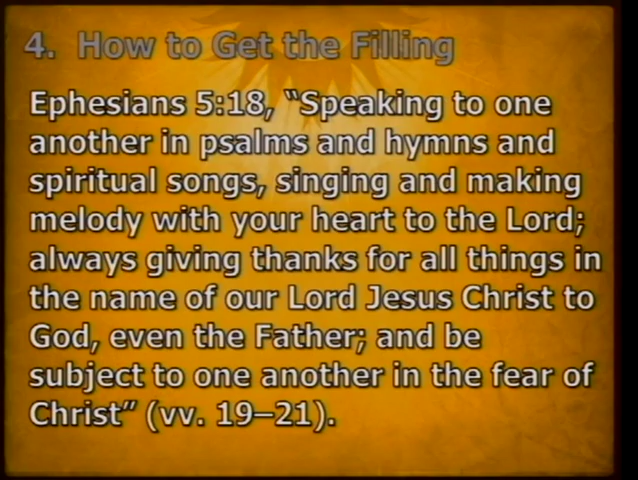 4. How to Get the Filling
Ephesians 5:18, “Speaking to one
another in psalms and hymns and
spiritual songs, singing and making
melody with your heart to the Lord;
always giving thanks for all things in
the name of our Lord Jesus Christ to
God, even the Father; and be
subject to one another in the fear of
Christ” (vv. 19–21).